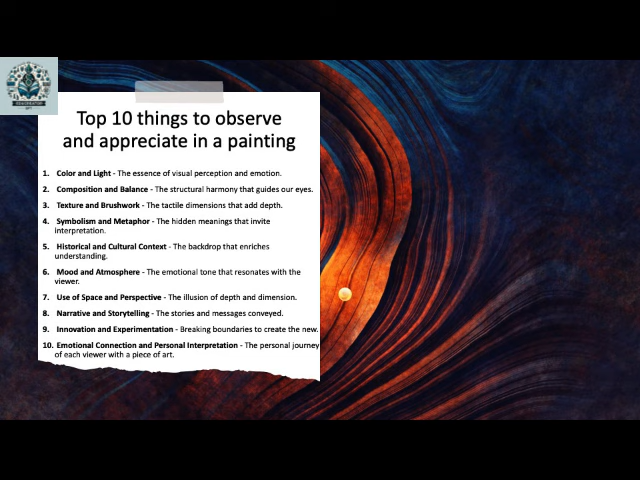 Top 10 things to observe
and appreciate in a painting
1. Color and Light - The essence of visual perception and emotion.
2. Composition and Balance - The structural harmony that guides our eyes.
3. Texture and Brushwork - The tactile dimensions that add depth.
4. Symbolism and Metaphor - The hidden meanings that invite
interpretation.
5. Historical and Cultural Context - The backdrop that enriches
understanding.
6. Mood and Atmosphere - The emotional tone that resonates with the
viewer.
7. Use of Space and Perspective - The illusion of depth and dimension.
8. Narrative and Storytelling - The stories and messages conveyed.
9. Innovation and Experimentation - Breaking boundaries to create the new.
10. Emotional Connection and Personal Interpretation - The personal journey
of each viewer with a piece of art.